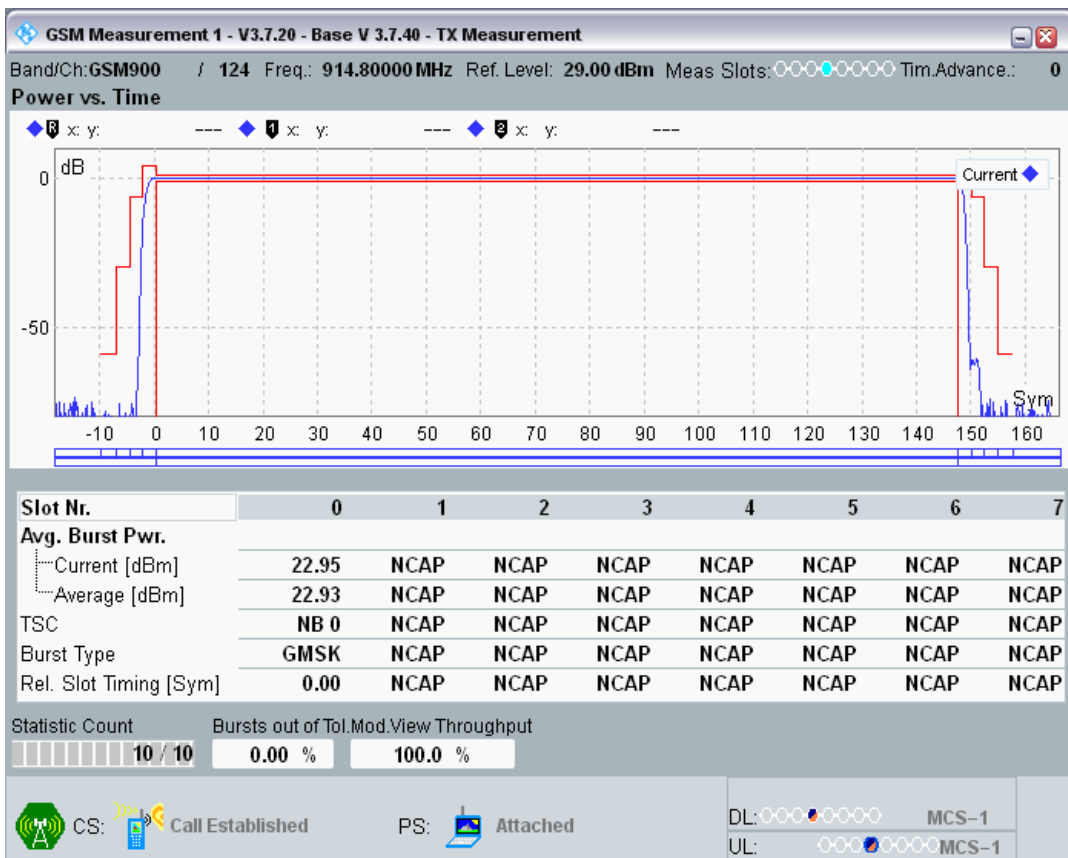 GSM Measurement 1 - V3.7.20 - Base V 3.7.40 - TX Measurement
Band/Ch:GSM900 / 124 Freq.: 914.80000 MHz Ref. Level: 29.00 dBm Meas Slots: Tim.Advance.: 0
Power vs. Time
R x: y: --- 1 x: y: --- 2 x: y: ---
dB
Current
0
-50
Sym
-10 0 10 20 30 40 50 60 70 80 90 100 110 120 130 140 150 160
Slot Nr. 0 1 2 3 4 5 6 7
Avg. Burst Pwr.
Current [dBm] 22.95 NCAP NCAP NCAP NCAP NCAP NCAP NCAP
Average [dBm] 22.93 NCAP NCAP NCAP NCAP NCAP NCAP NCAP
TSC NB 0 NCAP NCAP NCAP NCAP NCAP NCAP NCAP
Burst Type GMSK NCAP NCAP NCAP NCAP NCAP NCAP NCAP
Rel. Slot Timing [Sym] 0.00 NCAP NCAP NCAP NCAP NCAP NCAP NCAP
Statistic Count Bursts out of Tol. Mod.View Throughput
10 / 10 0.00 % 100.0 %
CS: Call Established PS: Attached DL: MCS-1
UL: MCS-1